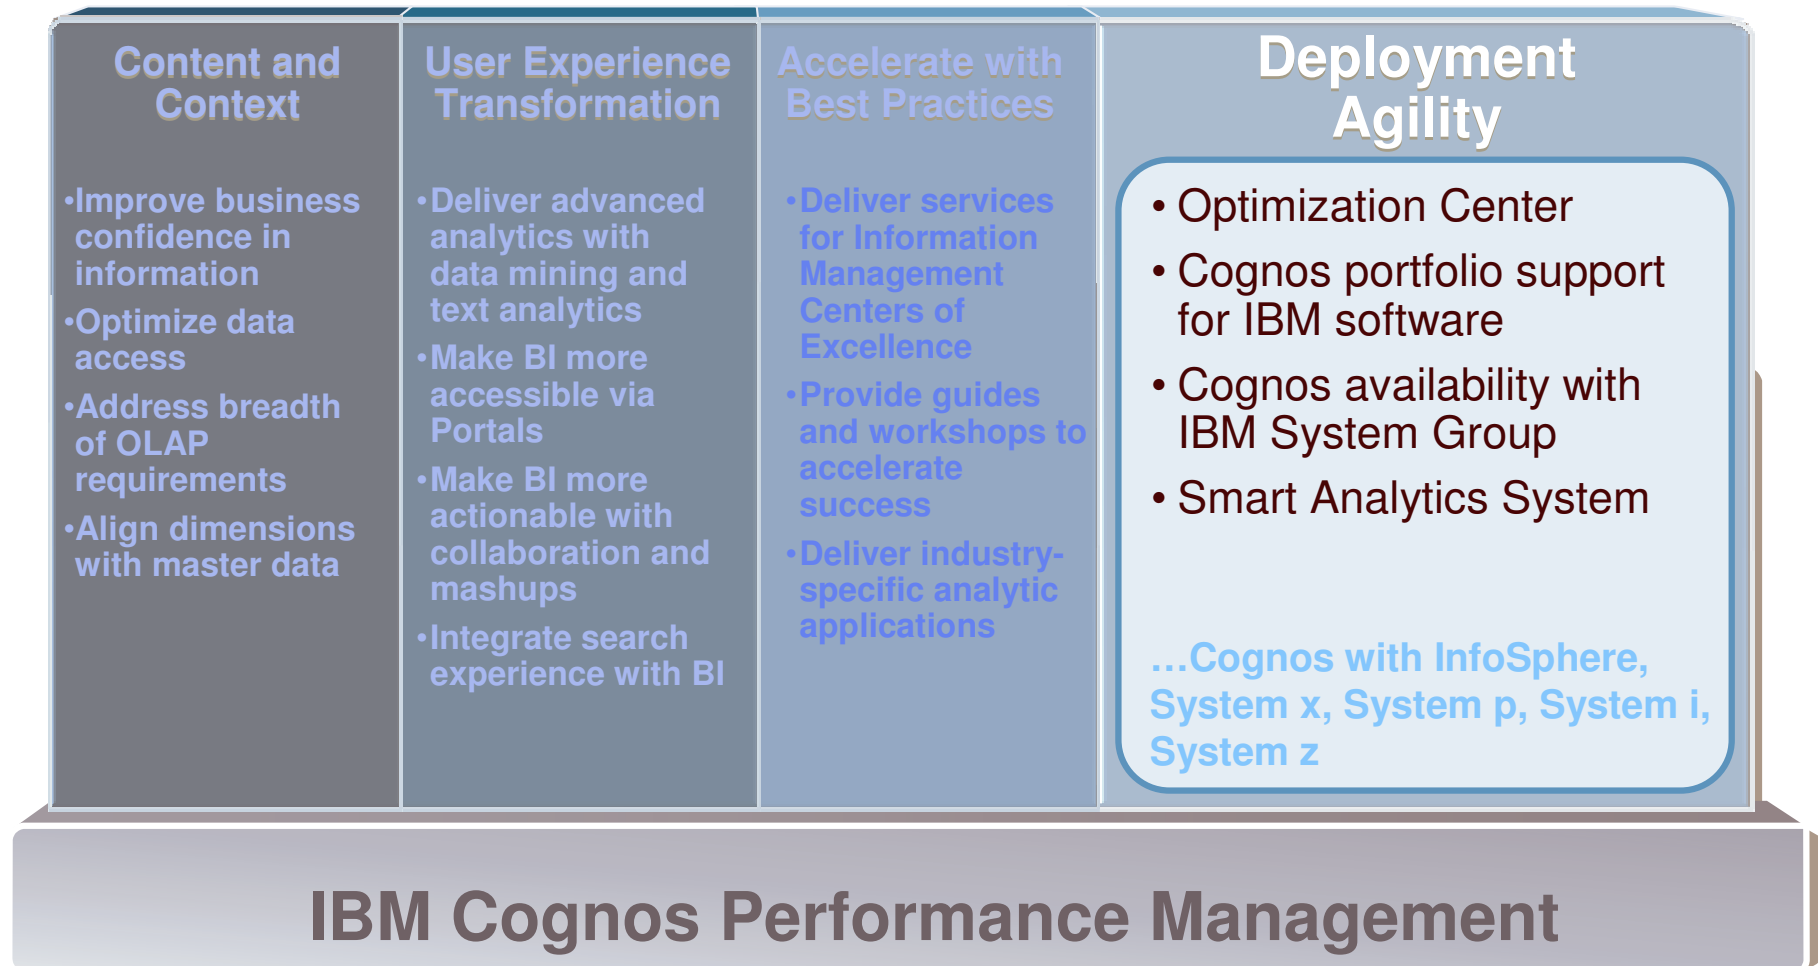 Content and
Context
•Improve business
confidence in
information
•Optimize data
access
•Address breadth
of OLAP
requirements
•Align dimensions
with master data
User Experience
Transformation
•Deliver advanced
analytics with
data mining and
text analytics
•Make BI more
accessible via
Portals
•Make BI more
actionable with
collaboration and
mashups
•Integrate search
experience with BI
Accelerate with
Best Practices
•Deliver services
for Information
Management
Centers of
Excellence
•Provide guides
and workshops to
accelerate
success
•Deliver industry-
specific analytic
applications
Deployment
Agility
• Optimization Center
• Cognos portfolio support
for IBM software
• Cognos availability with
IBM System Group
• Smart Analytics System
…Cognos with InfoSphere,
System x, System p, System i,
System z
IBM Cognos Performance Management